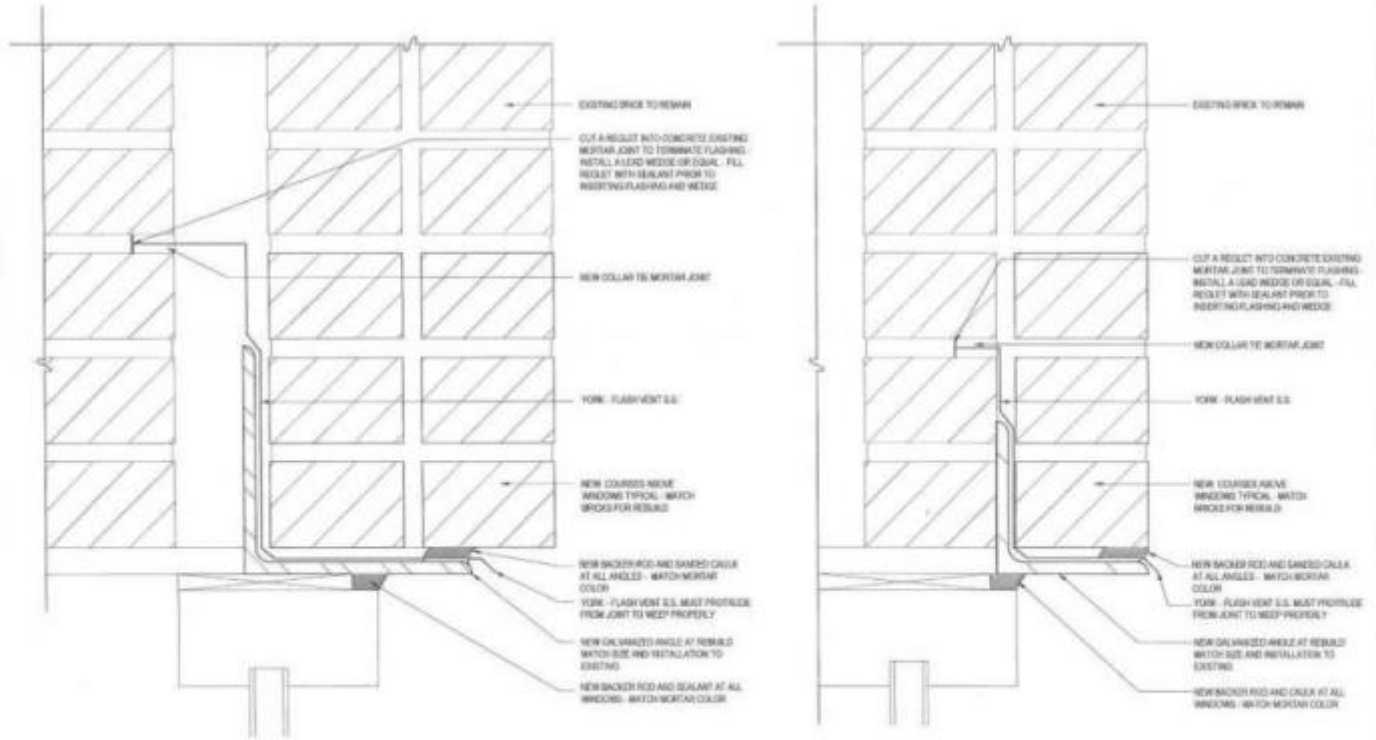 EXISTING BRICK TO REMAIN
CUT A REGLET INTO CONCRETE EXISTING
MORTAR JOINT TO TERMINATE FLASHING -
INSTALL A LEAD WEDGE OR EQUAL - FILL
REGLET WITH SEALANT PRIOR TO
INSERTING FLASHING AND WEDGE
NEW COLLAR TIE MORTAR JOINT
YORK - FLASH VENT S.S.
NEW COURSES ABOVE
WINDOWS TYPICAL - MATCH
BRICKS FOR REBUILD
NEW BACKER ROD AND SANDED CAULK
AT ALL ANGLES - MATCH MORTAR
COLOR
YORK - FLASH VENT S.S. MUST PROTRUDE
FROM JOINT TO WEEP PROPERLY
NEW GALVANIZED ANGLE AT REBUILD
MATCH SIZE AND INSTALLATION TO
EXISTING
NEW BACKER ROD AND SEALANT AT ALL
WINDOWS - MATCH MORTAR COLOR
EXISTING BRICK TO REMAIN
CUT A REGLET INTO CONCRETE EXISTING
MORTAR JOINT TO TERMINATE FLASHING -
INSTALL A LEAD WEDGE OR EQUAL - FILL
REGLET WITH SEALANT PRIOR TO
INSERTING FLASHING AND WEDGE
NEW COLLAR TIE MORTAR JOINT
YORK - FLASH VENT S.S.
NEW COURSES ABOVE
WINDOWS TYPICAL - MATCH
BRICKS FOR REBUILD
NEW BACKER ROD AND SANDED CAULK
AT ALL ANGLES - MATCH MORTAR
COLOR
YORK - FLASH VENT S.S. MUST PROTRUDE
FROM JOINT TO WEEP PROPERLY
NEW GALVANIZED ANGLE AT REBUILD
MATCH SIZE AND INSTALLATION TO
EXISTING
NEW BACKER ROD AND CAULK AT ALL
WINDOWS - MATCH MORTAR COLOR